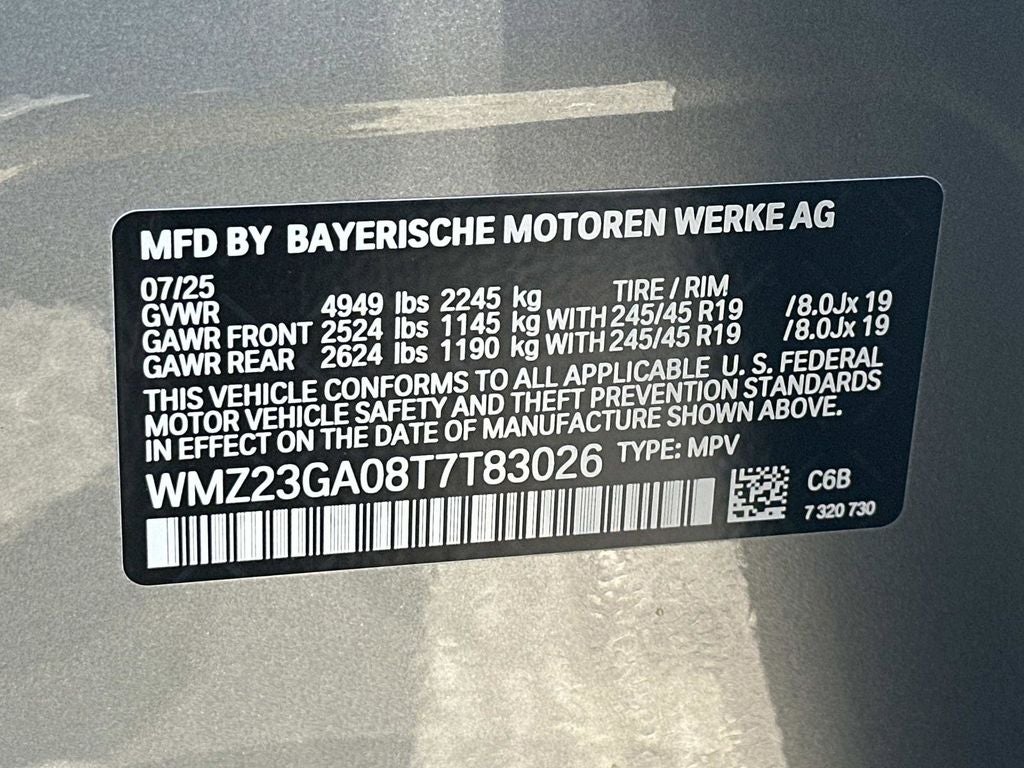 MFD BY BAYERISCHE MOTOREN WERKE AG
07/25 TIRE / RIM
GVWR 4949 lbs 2245 kg
GAWR FRONT 2524 lbs 1145 kg WITH 245/45 R19 /8.0Jx 19
GAWR REAR 2624 lbs 1190 kg WITH 245/45 R19 /8.0Jx 19
THIS VEHICLE CONFORMS TO ALL APPLICABLE U. S. FEDERAL
MOTOR VEHICLE SAFETY AND THEFT PREVENTION STANDARDS
IN EFFECT ON THE DATE OF MANUFACTURE SHOWN ABOVE.
WMZ23GA08T7T83026 TYPE: MPV
C6B
7 320 730